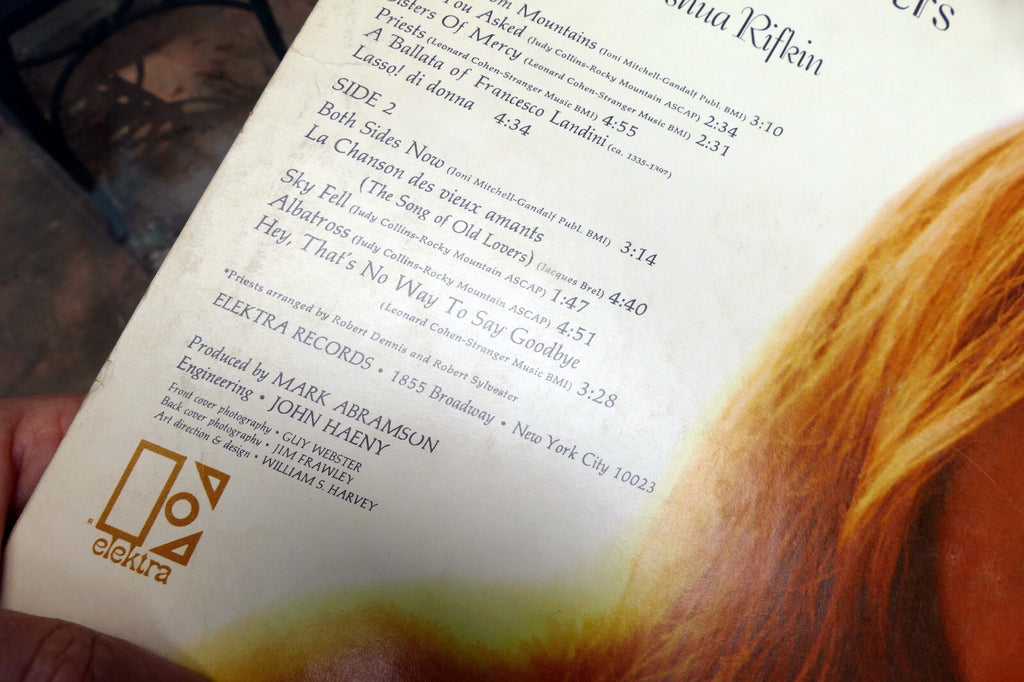 ers
shua Rifkin
om Mountains (Joni Mitchell-Gandalf Publ. BMI) 3:10
You Asked (Judy Collins-Rocky Mountain ASCAP) 2:34
Sisters Of Mercy (Leonard Cohen-Stranger Music BMI) 2:31
Priests (Leonard Cohen-Stranger Music BMI) 4:55
A Ballata of Francesco Landini (ca. 1335-1397)
Lasso! di donna 4:34
SIDE 2
Both Sides Now (Joni Mitchell-Gandalf Publ. BMI) 3:14
La Chanson des vieux amants
(The Song of Old Lovers) (Jacques Brel) 4:40
Sky Fell (Judy Collins-Rocky Mountain ASCAP) 1:47
Albatross (Judy Collins-Rocky Mountain ASCAP) 4:51
Hey, That's No Way To Say Goodbye
(Leonard Cohen-Stranger Music BMI) 3:28
*Priests arranged by Robert Dennis and Robert Sylvester
ELEKTRA RECORDS • 1855 Broadway • New York City 10023
Produced by MARK ABRAMSON
Engineering • JOHN HAENY
Front cover photography • GUY WEBSTER
Back cover photography • JIM FRAWLEY
Art direction & design • WILLIAM S. HARVEY
®
elektra